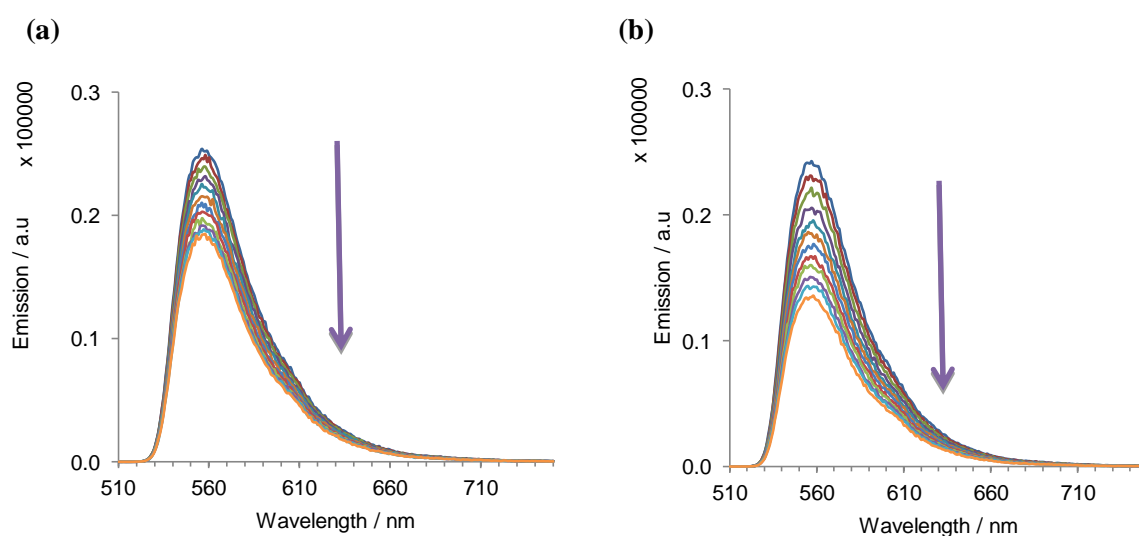 (a)
x 100000
Emission / a.u
0.3
0.2
0.1
0.0
510 560 610 660 710
Wavelength / nm
(b)
x 100000
Emission / a.u
0.3
0.2
0.1
0.0
510 560 610 660 710
Wavelength / nm